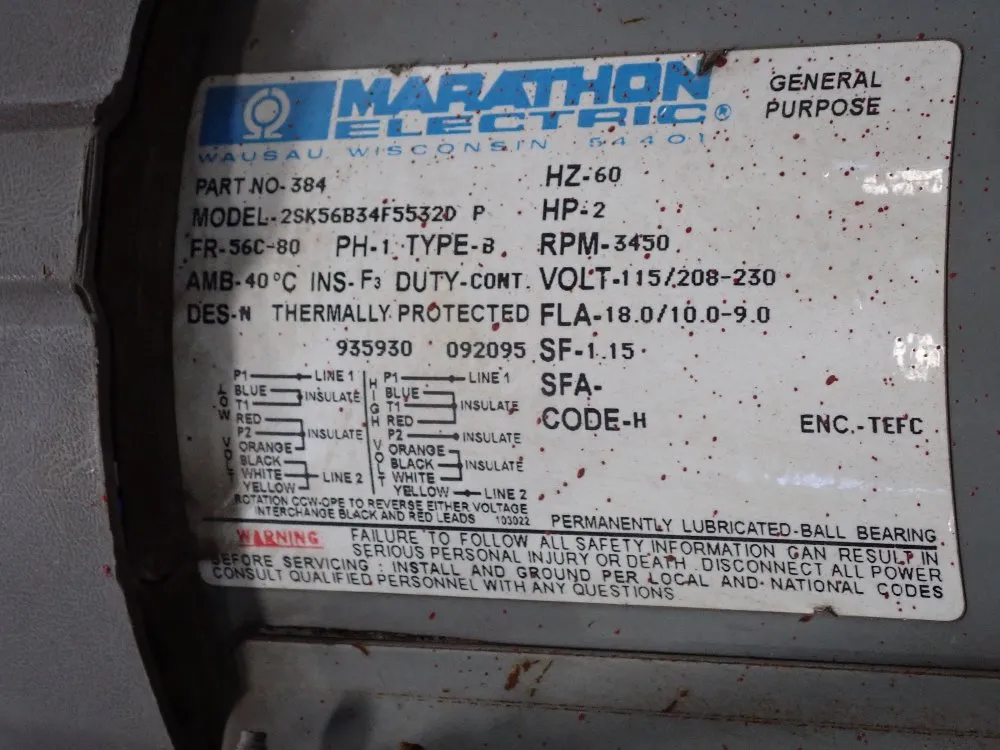 MARATHON
ELECTRIC®
WAUSAU WISCONSIN 54401
GENERAL
PURPOSE
PART NO-384
HZ-60
MODEL-2SK56B34F5532D P
HP-2
FR-56C-80 PH-1 TYPE-B
RPM-3450
AMB-40°C INS-F3 DUTY-CONT.
VOLT-115/208-230
DES-N THERMALLY PROTECTED
FLA-18.0/10.0-9.0
935930 092095
SF-1.15
SFA-
CODE-H
ENC.-TEFC
LOW VOLT
P1 LINE 1
BLUE
T1 INSULATE
RED
P2 INSULATE
ORANGE
BLACK
WHITE LINE 2
YELLOW
HIGH VOLT
P1 LINE 1
BLUE
T1 INSULATE
RED
P2 INSULATE
ORANGE
BLACK INSULATE
WHITE
YELLOW LINE 2
ROTATION CCW-OPE TO REVERSE EITHER VOLTAGE
INTERCHANGE BLACK AND RED LEADS 103022
PERMANENTLY LUBRICATED-BALL BEARING
WARNING FAILURE TO FOLLOW ALL SAFETY INFORMATION CAN RESULT IN
SERIOUS PERSONAL INJURY OR DEATH. DISCONNECT ALL POWER
BEFORE SERVICING: INSTALL AND GROUND PER LOCAL AND NATIONAL CODES
CONSULT QUALIFIED PERSONNEL WITH ANY QUESTIONS